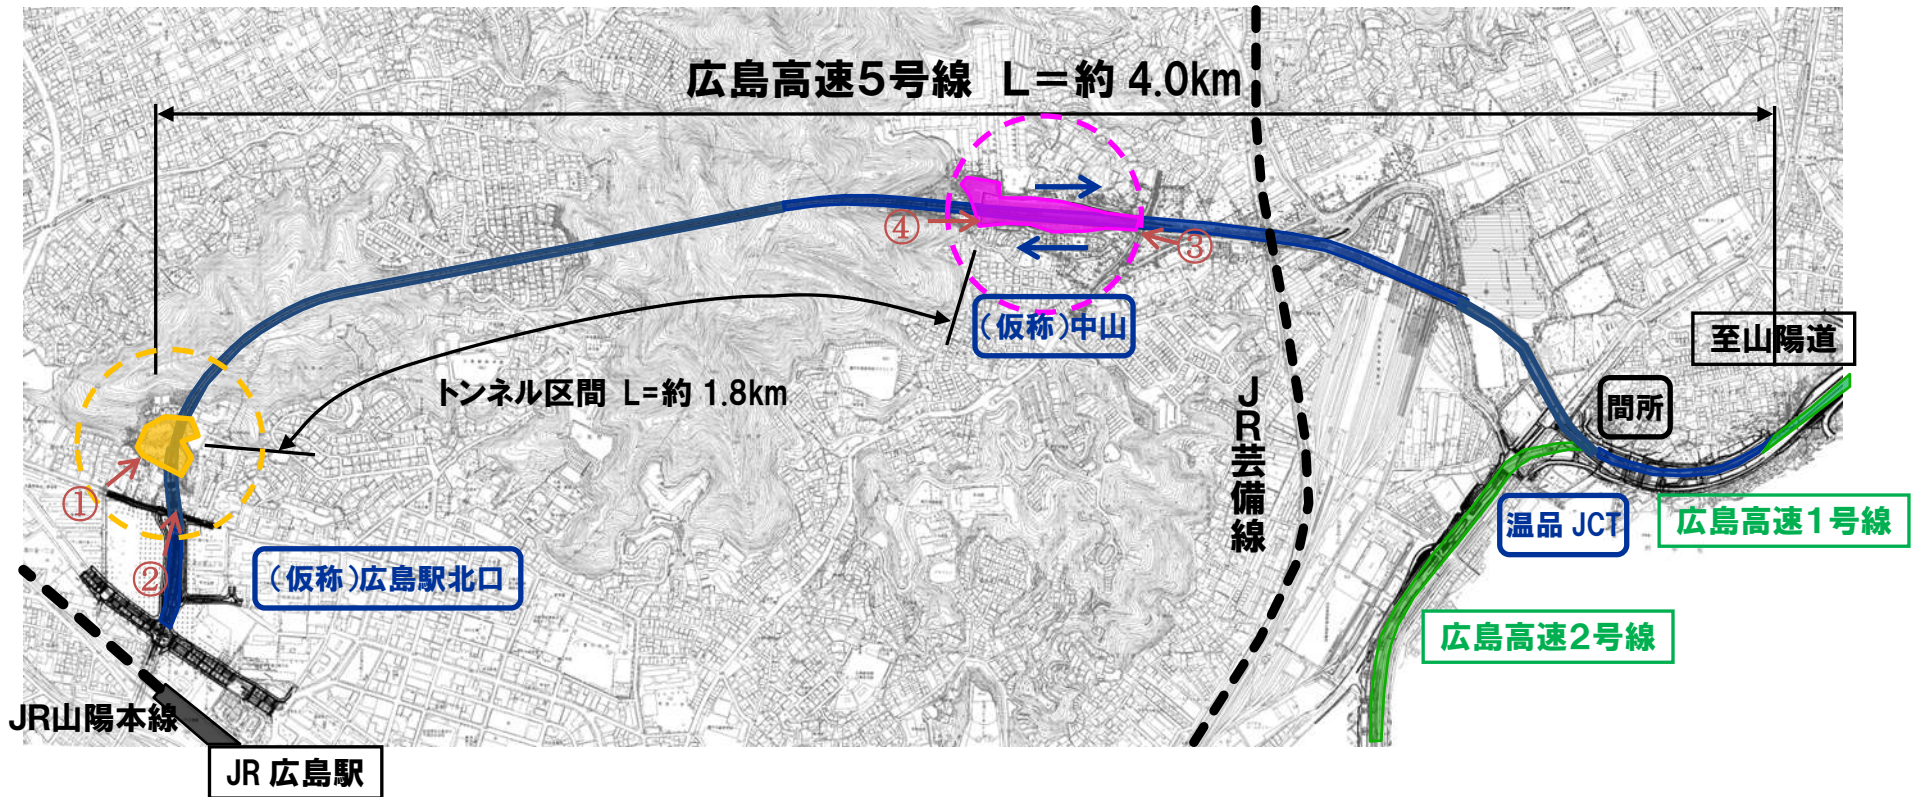 広島高速5号線 L=約 4.0km
④
③
(仮称)中山
至山陽道
トンネル区間 L=約 1.8km
JR芸備線
間所
①
温品 JCT
広島高速1号線
②
(仮称)広島駅北口
広島高速2号線
JR山陽本線
JR 広島駅